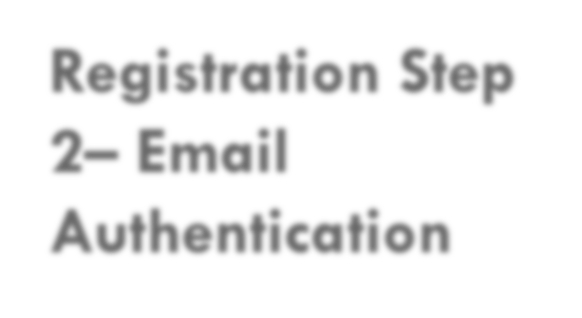 Registration Step
2– Email
Authentication